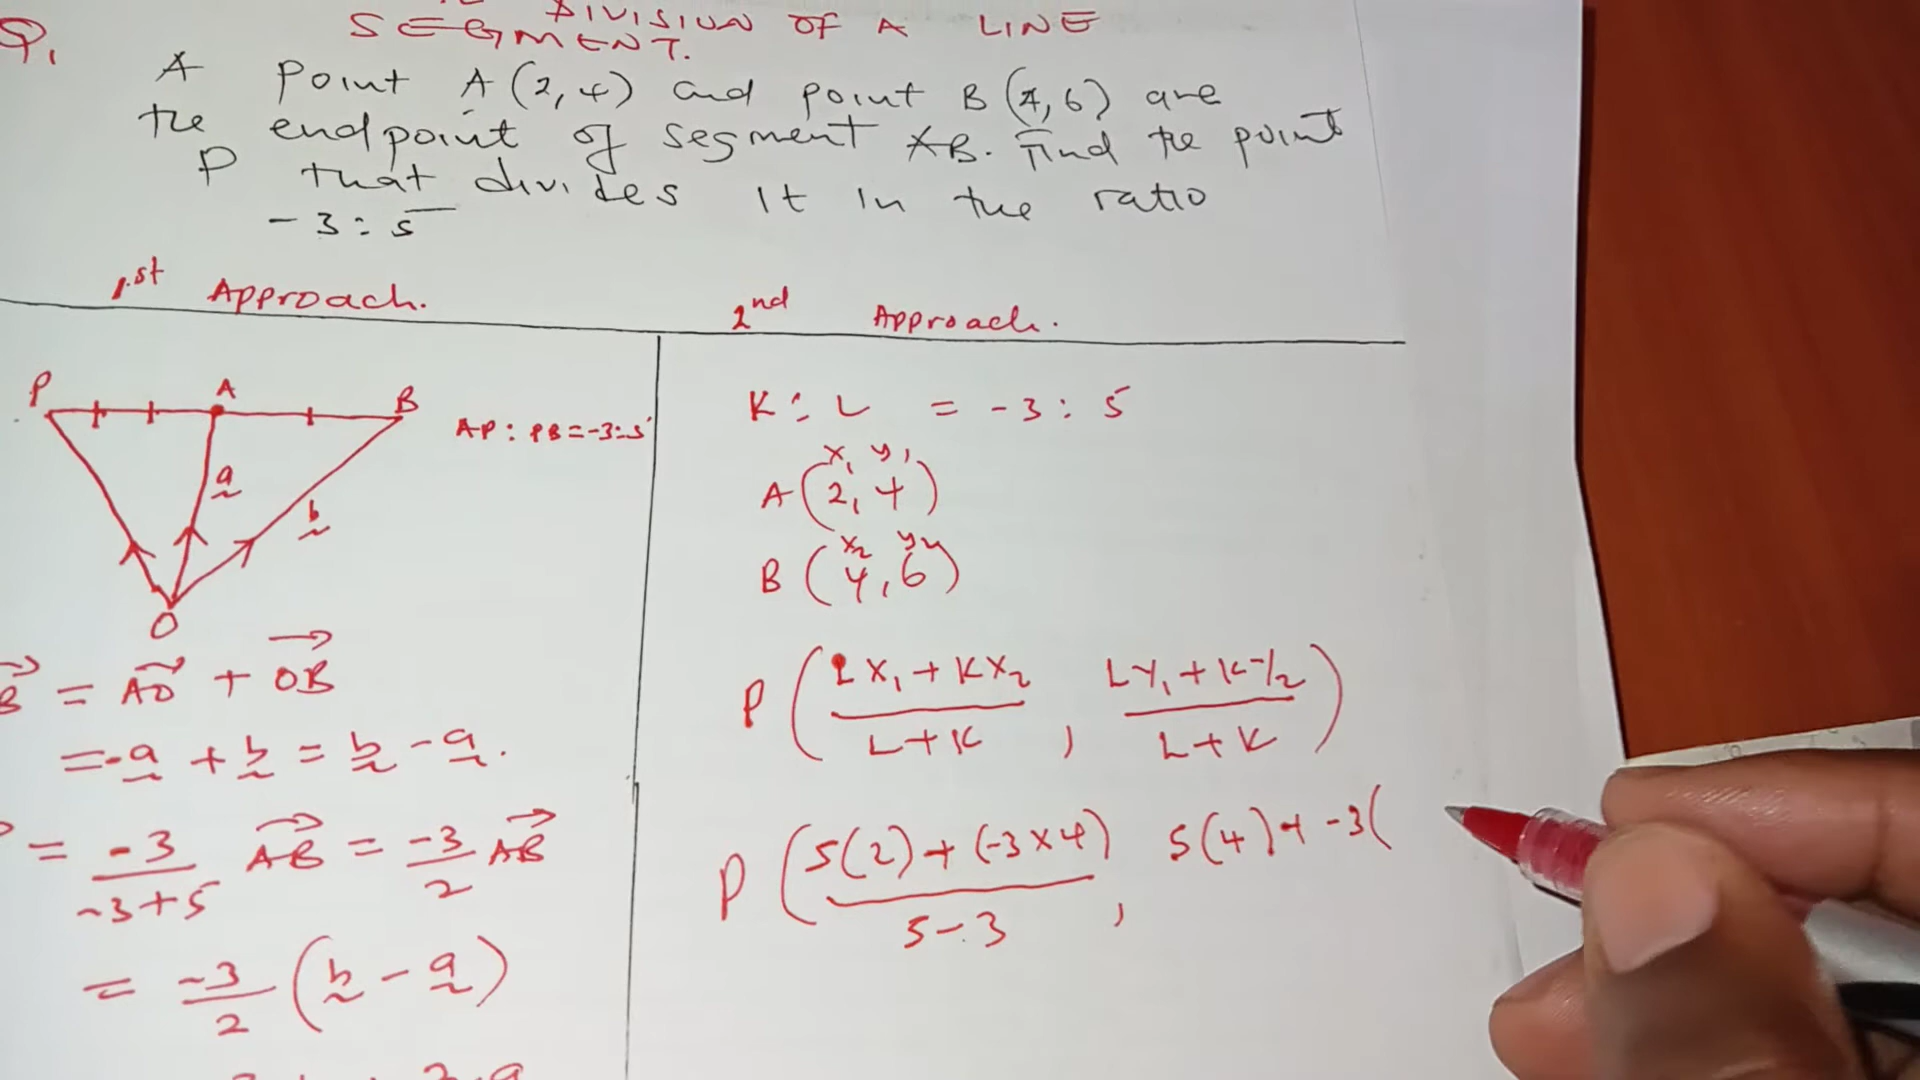 Q1
DIVISION OF A LINE
SEGMENT.
A point A (2, 4) and point B (4, 6) are
the endpoint of segment AB. Find the point
P that divides it in the ratio
-3 : 5
1st Approach.
P A B
AP : PB = -3:5
a
b
O
B = AO + OB
= -a + b = b - a.
= -3/-3+5 AB = -3/2 AB
= -3/2 (b - a)
2nd Approach.
K : L = -3 : 5
x1 y1
A (2, 4)
x2 y2
B (4, 6)
P ( Lx1 + Kx2 / L+K , Ly1 + Ky2 / L+K )
P ( 5(2) + (-3×4) / 5-3 , 5(4) + -3(